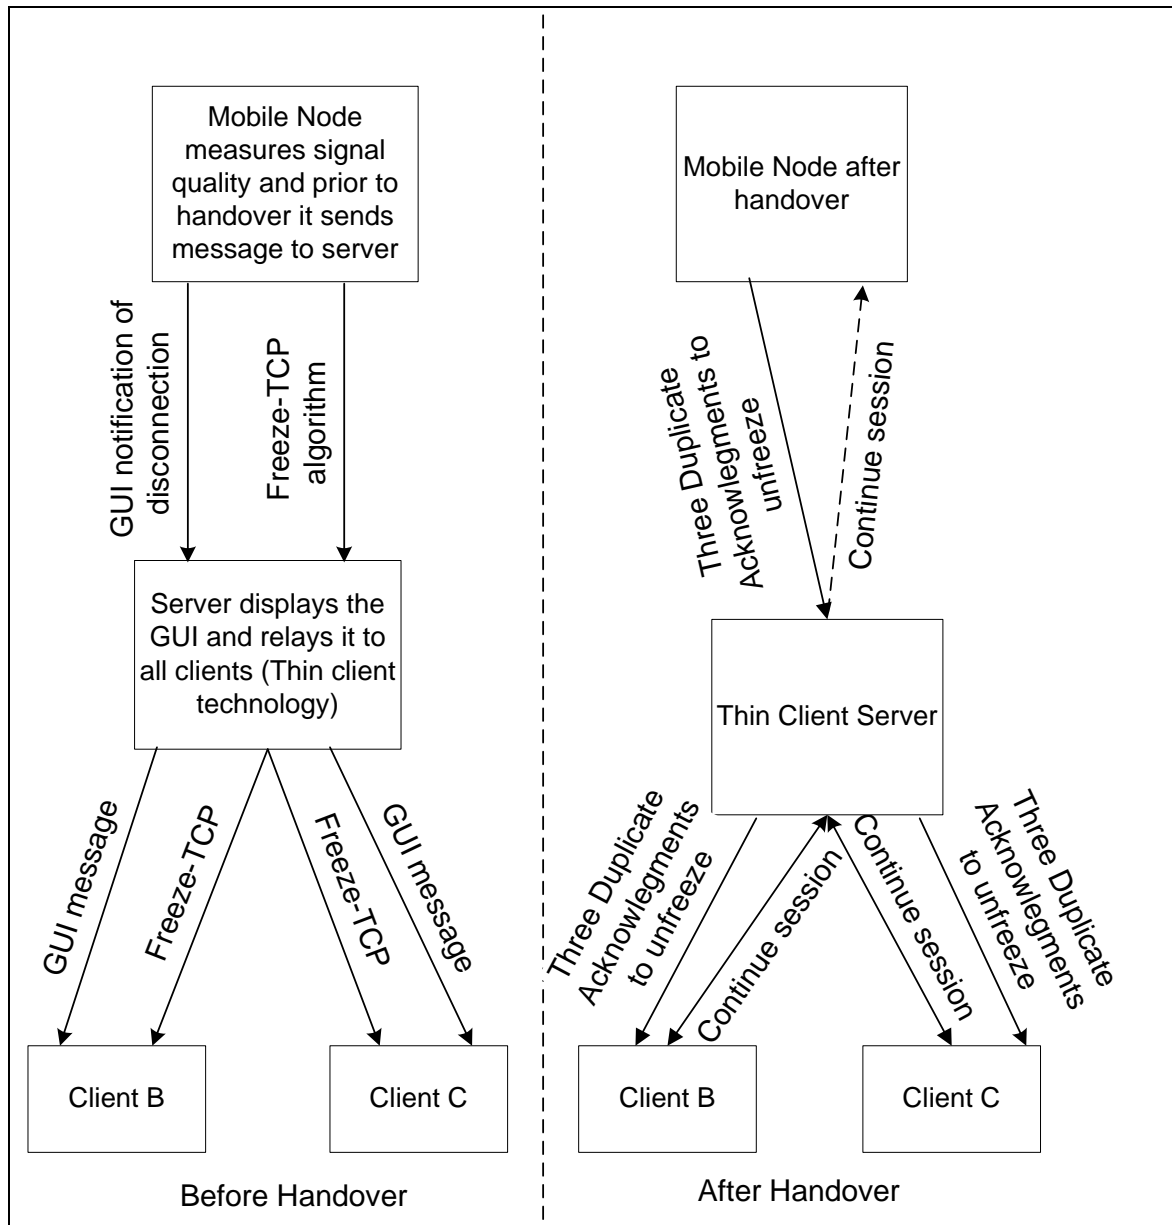 Mobile Node
measures signal
quality and prior to
handover it sends
message to server
GUI notification of
disconnection
Freeze-TCP
algorithm
Server displays the
GUI and relays it to
all clients (Thin client
technology)
GUI message
Freeze-TCP
Freeze-TCP
GUI message
Client B
Client C
Before Handover
Mobile Node after
handover
Three Duplicate
Acknowlegments to
unfreeze
Continue session
Thin Client Server
Three Duplicate
Acknowlegments
to unfreeze
Continue session
Continue session
Three Duplicate
Acknowlegments
to unfreeze
Client B
Client C
After Handover